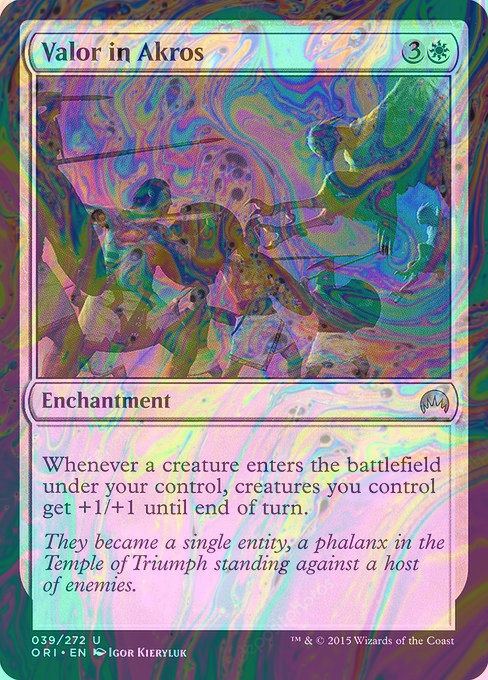 Valor in Akros 3
Enchantment
Whenever a creature enters the battlefield
under your control, creatures you control
get +1/+1 until end of turn.
They became a single entity, a phalanx in the
Temple of Triumph standing against a host
of enemies.
039/272 U
ORI • EN Igor Kieryluk
™ & © 2015 Wizards of the Coast